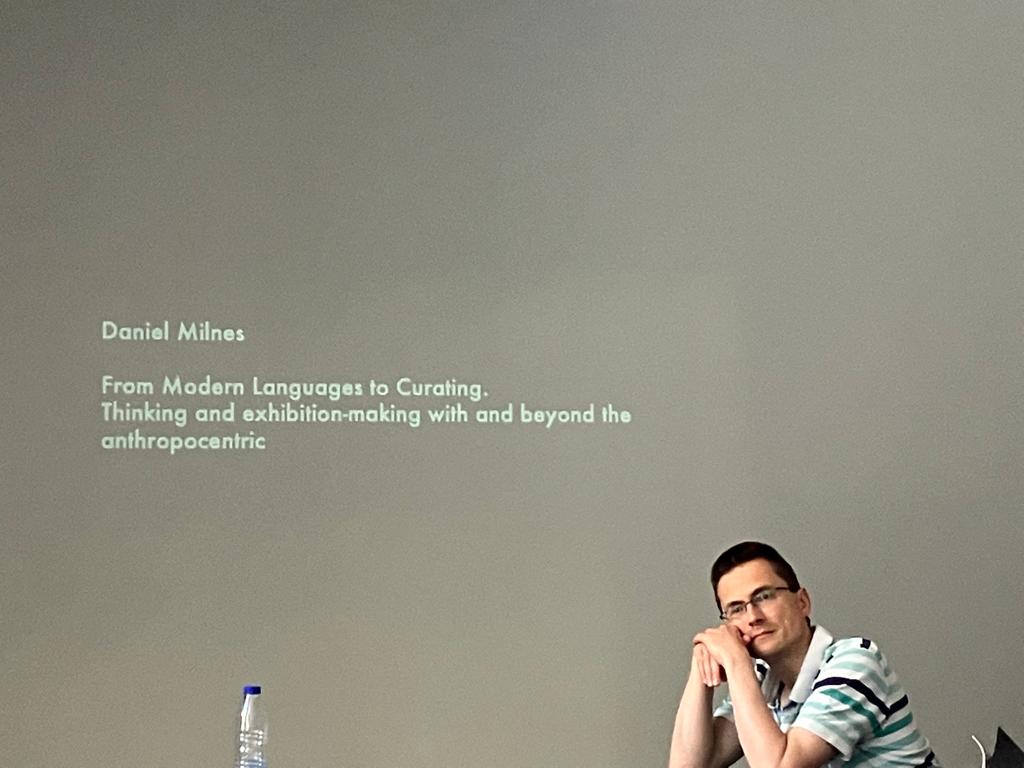 Daniel Milnes
From Modern Languages to Curating.
Thinking and exhibition-making with and beyond the
anthropocentric